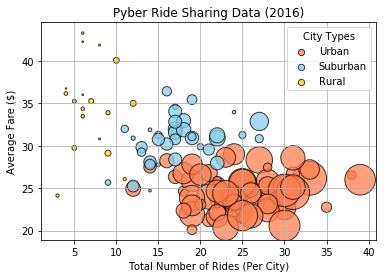 Pyber Ride Sharing Data (2016)
City Types
Urban
Suburban
Rural
Average Fare ($)
40
35
30
25
20
5
10
15
20
25
30
35
40
Total Number of Rides (Per City)